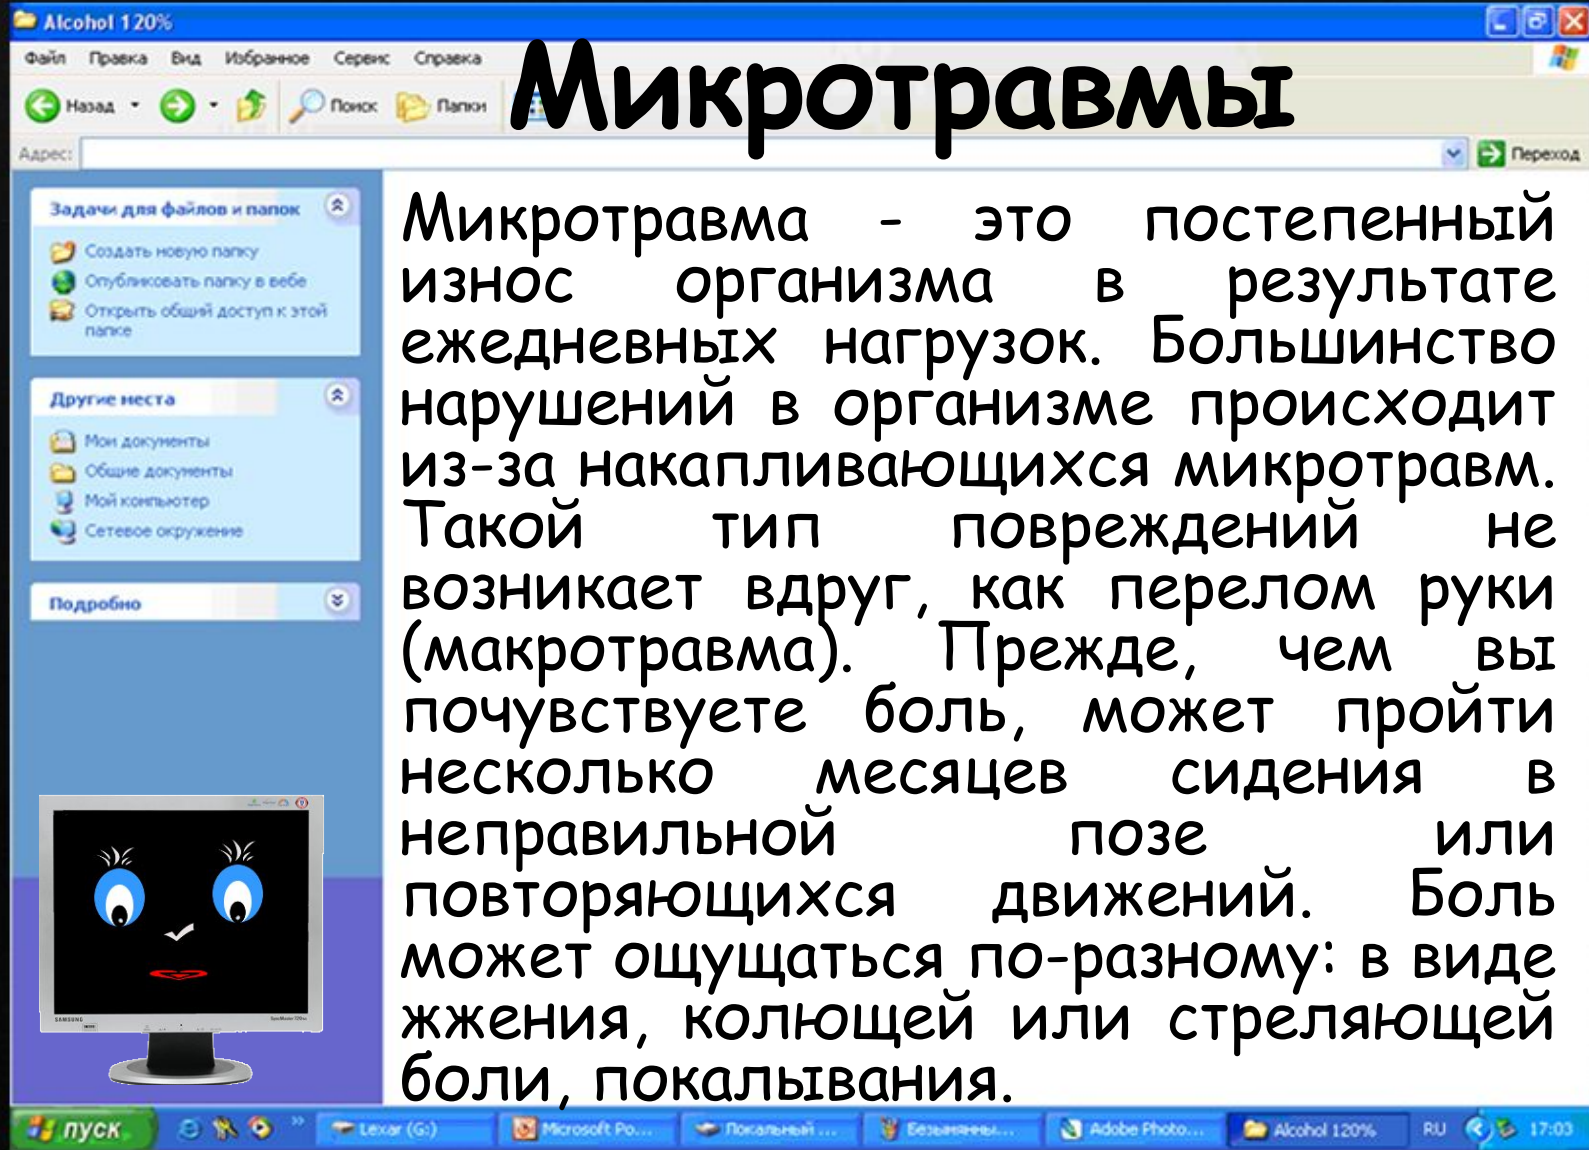 Alcohol 120%
Файл Правка Вид Избранное Сервис Справка
Микротравмы
Назад Поиск Папки
Адрес: Переход
Задачи для файлов и папок
Создать новую папку
Опубликовать папку в вебе
Открыть общий доступ к этой
папке
Другие места
Мои документы
Общие документы
Мой компьютер
Сетевое окружение
Подробно
Микротравма - это постепенный
износ организма в результате
ежедневных нагрузок. Большинство
нарушений в организме происходит
из-за накапливающихся микротравм.
Такой тип повреждений не
возникает вдруг, как перелом руки
(макротравма). Прежде, чем вы
почувствуете боль, может пройти
несколько месяцев сидения в
неправильной позе или
повторяющихся движений. Боль
может ощущаться по-разному: в виде
жжения, колющей или стреляющей
боли, покалывания.
SAMSUNG
пуск Lexar (G:) Microsoft Po... Локальный ... Безымянны... Adobe Photo... Alcohol 120% RU 17:03